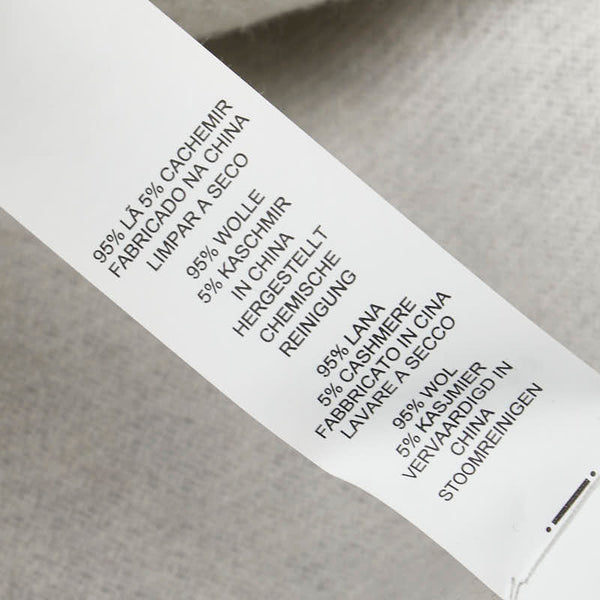 95% LÃ 5% CACHEMIR
FABRICADO NA CHINA
LIMPAR A SECO
95% WOLLE
5% KASCHMIR
IN CHINA
HERGESTELLT
CHEMISCHE
REINIGUNG
95% LANA
5% CASHMERE
FABBRICATO IN CINA
LAVARE A SECCO
95% WOL
5% KASJMIER
VERVAARDIGD IN
CHINA
STOOMREINIGEN